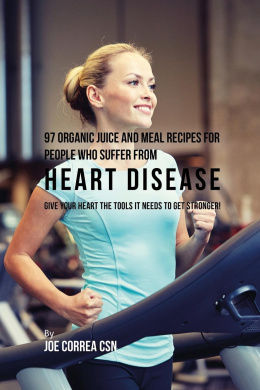 97 ORGANIC JUICE AND MEAL RECIPES FOR
PEOPLE WHO SUFFER FROM
HEART DISEASE
GIVE YOUR HEART THE TOOLS IT NEEDS TO GET STRONGER!
By
JOE CORREA CSN